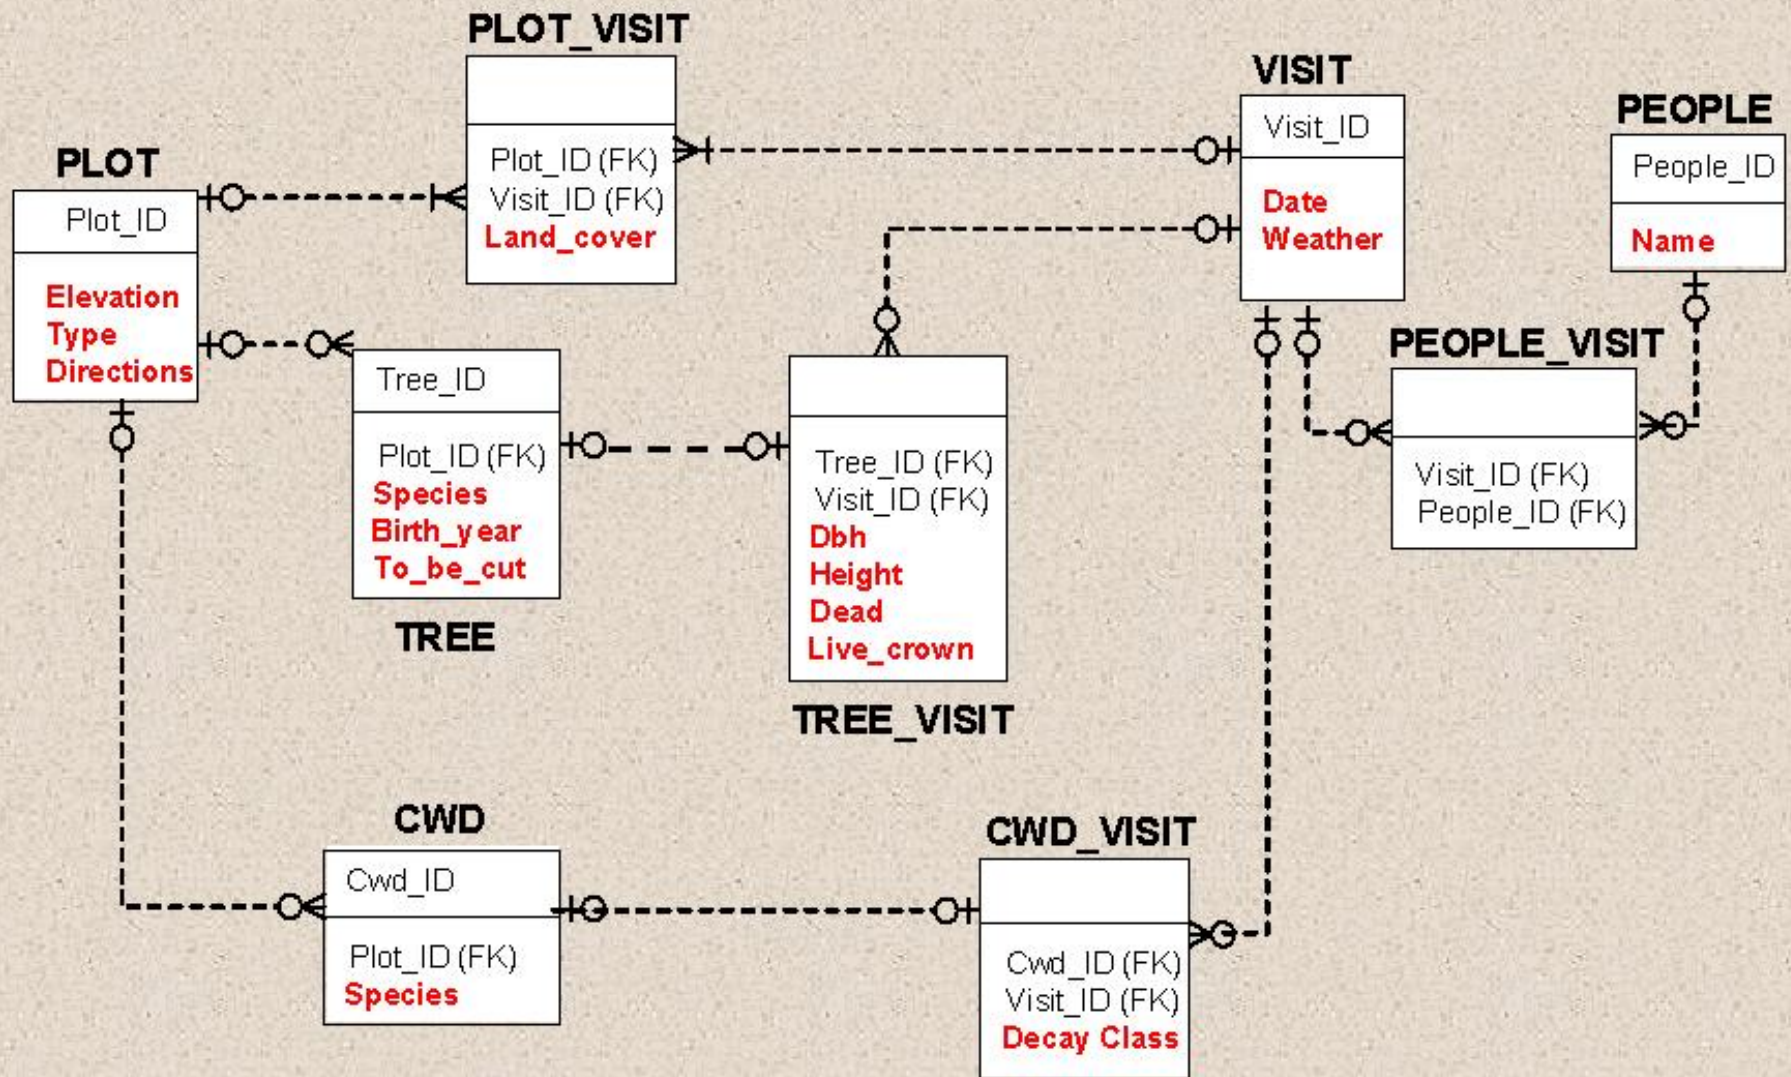 PLOT_VISIT
Plot_ID (FK)
Visit_ID (FK)
Land_cover
VISIT
Visit_ID
Date
Weather
PEOPLE
People_ID
Name
PLOT
Plot_ID
Elevation
Type
Directions
Tree_ID
Plot_ID (FK)
Species
Birth_year
To_be_cut
TREE
Tree_ID (FK)
Visit_ID (FK)
Dbh
Height
Dead
Live_crown
TREE_VISIT
PEOPLE_VISIT
Visit_ID (FK)
People_ID (FK)
CWD
Cwd_ID
Plot_ID (FK)
Species
CWD_VISIT
Cwd_ID (FK)
Visit_ID (FK)
Decay Class